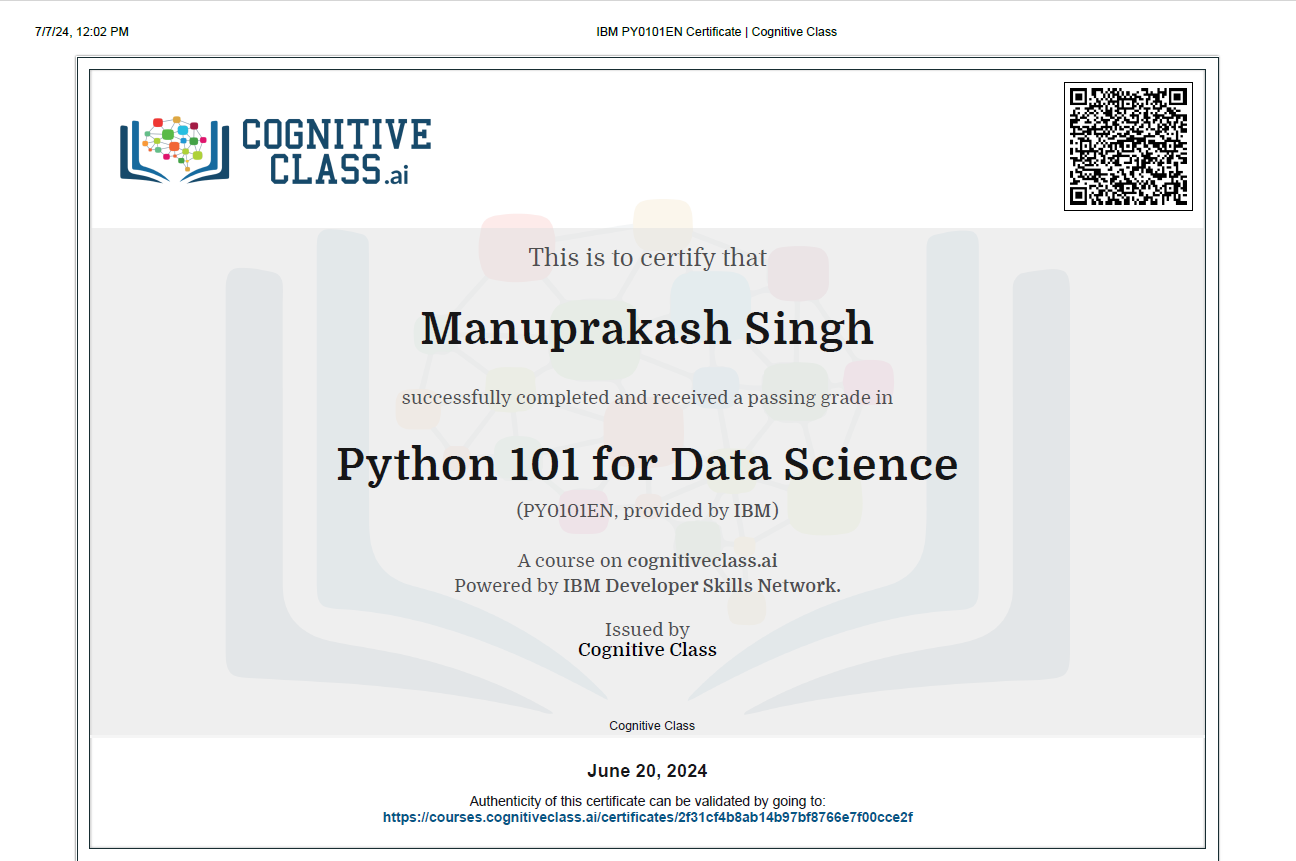 7/7/24, 12:02 PM
IBM PY0101EN Certificate | Cognitive Class
COGNITIVE
CLASS.ai
This is to certify that
Manuprakash Singh
successfully completed and received a passing grade in
Python 101 for Data Science
(PY0101EN, provided by IBM)
A course on cognitiveclass.ai
Powered by IBM Developer Skills Network.
Issued by
Cognitive Class
Cognitive Class
June 20, 2024
Authenticity of this certificate can be validated by going to:
https://courses.cognitiveclass.ai/certificates/2f31cf4b8ab14b97bf8766e7f00cce2f